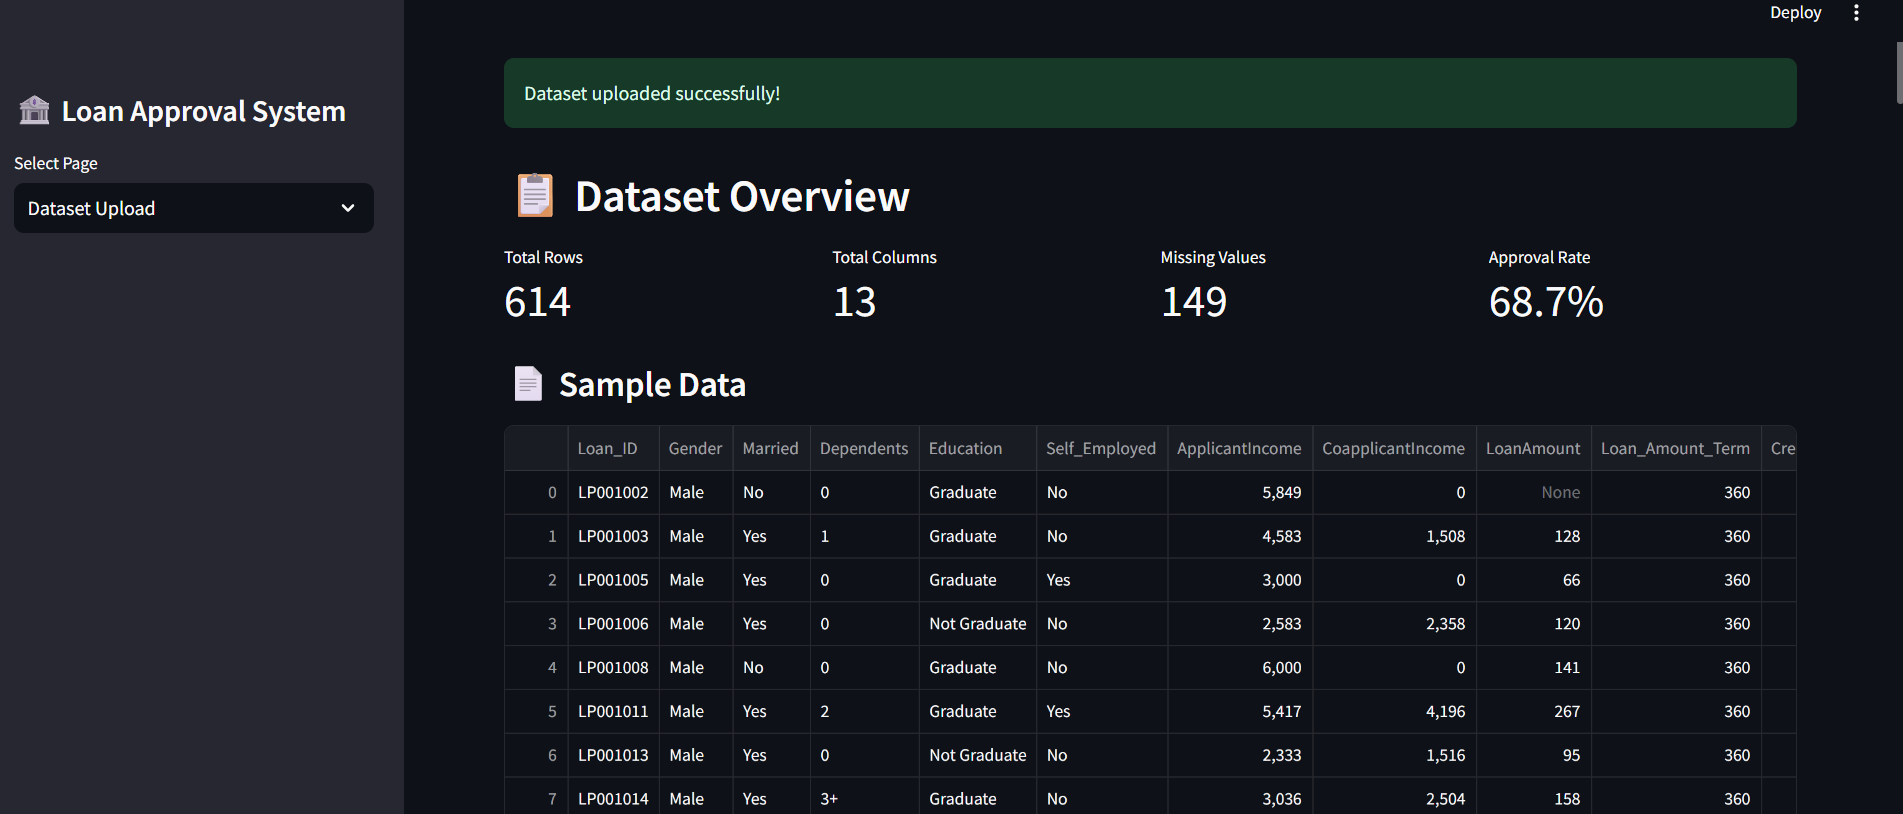 Deploy
Loan Approval System
Select Page
Dataset Upload
Dataset uploaded successfully!
Dataset Overview
Total Rows Total Columns Missing Values Approval Rate
614 13 149 68.7%
Sample Data
Loan_ID Gender Married Dependents Education Self_Employed ApplicantIncome CoapplicantIncome LoanAmount Loan_Amount_Term Cre
0 LP001002 Male No 0 Graduate No 5,849 0 None 360
1 LP001003 Male Yes 1 Graduate No 4,583 1,508 128 360
2 LP001005 Male Yes 0 Graduate Yes 3,000 0 66 360
3 LP001006 Male Yes 0 Not Graduate No 2,583 2,358 120 360
4 LP001008 Male No 0 Graduate No 6,000 0 141 360
5 LP001011 Male Yes 2 Graduate Yes 5,417 4,196 267 360
6 LP001013 Male Yes 0 Not Graduate No 2,333 1,516 95 360
7 LP001014 Male Yes 3+ Graduate No 3,036 2,504 158 360